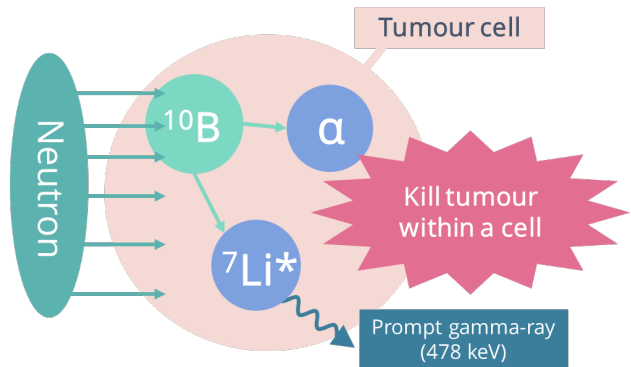 Tumour cell
Neutron
¹⁰B
α
⁷Li*
Kill tumour
within a cell
Prompt gamma-ray
(478 keV)